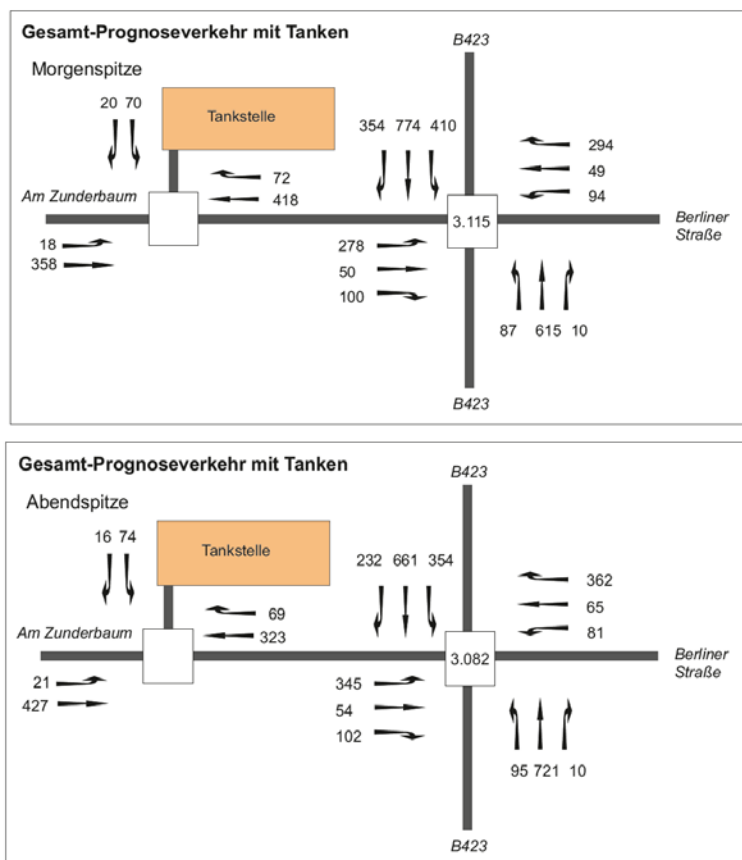 Gesamt-Prognoseverkehr mit Tanken
Morgenspitze
B423
20 70
Tankstelle
354 774 410
294
49
94
72
418
Am Zunderbaum
3.115
Berliner
Straße
18
358
278
50
100
87 615 10
B423
Gesamt-Prognoseverkehr mit Tanken
Abendspitze
B423
16 74
Tankstelle
232 661 354
362
65
81
69
323
Am Zunderbaum
3.082
Berliner
Straße
21
427
345
54
102
95 721 10
B423